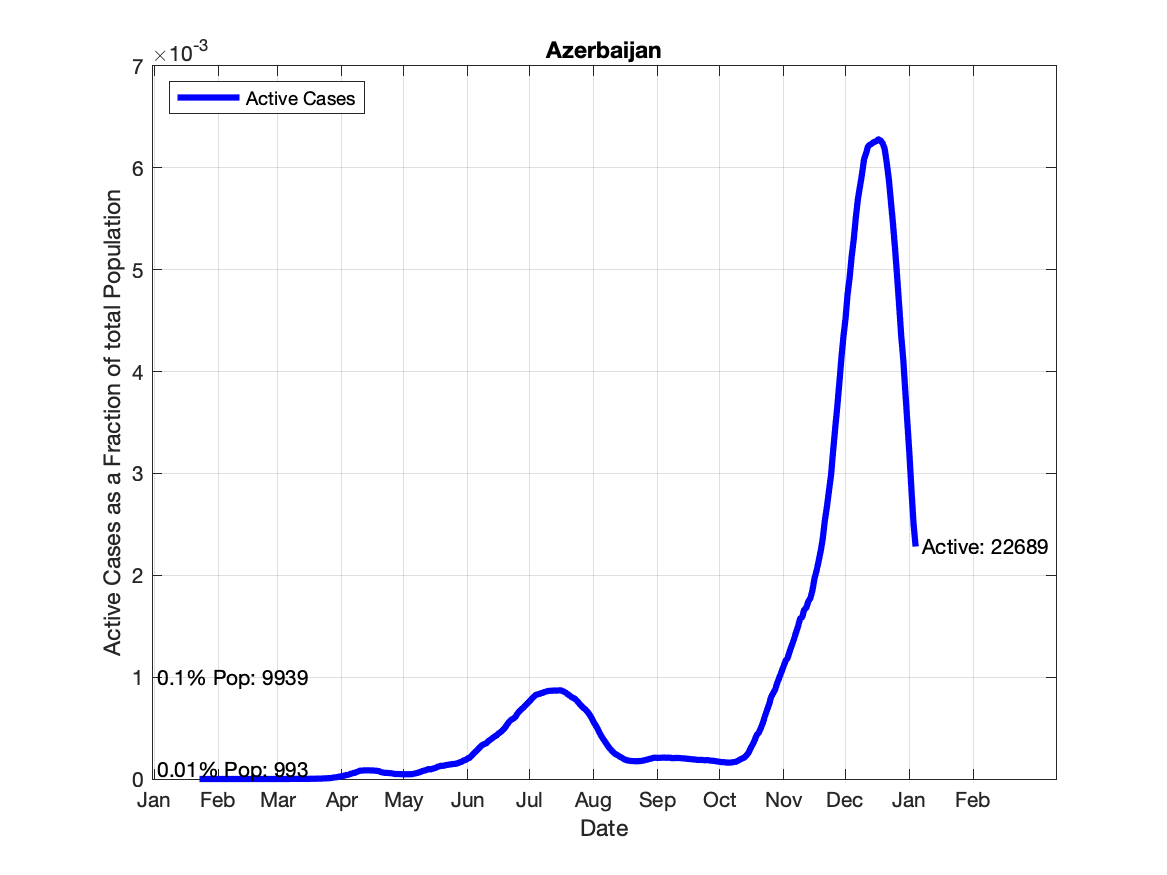 Azerbaijan
×10-3
Active Cases
7
6
5
4
3
2
1
0
Active Cases as a Fraction of total Population
Active: 22689
0.1% Pop: 9939
0.01% Pop: 993
Jan Feb Mar Apr May Jun Jul Aug Sep Oct Nov Dec Jan Feb
Date